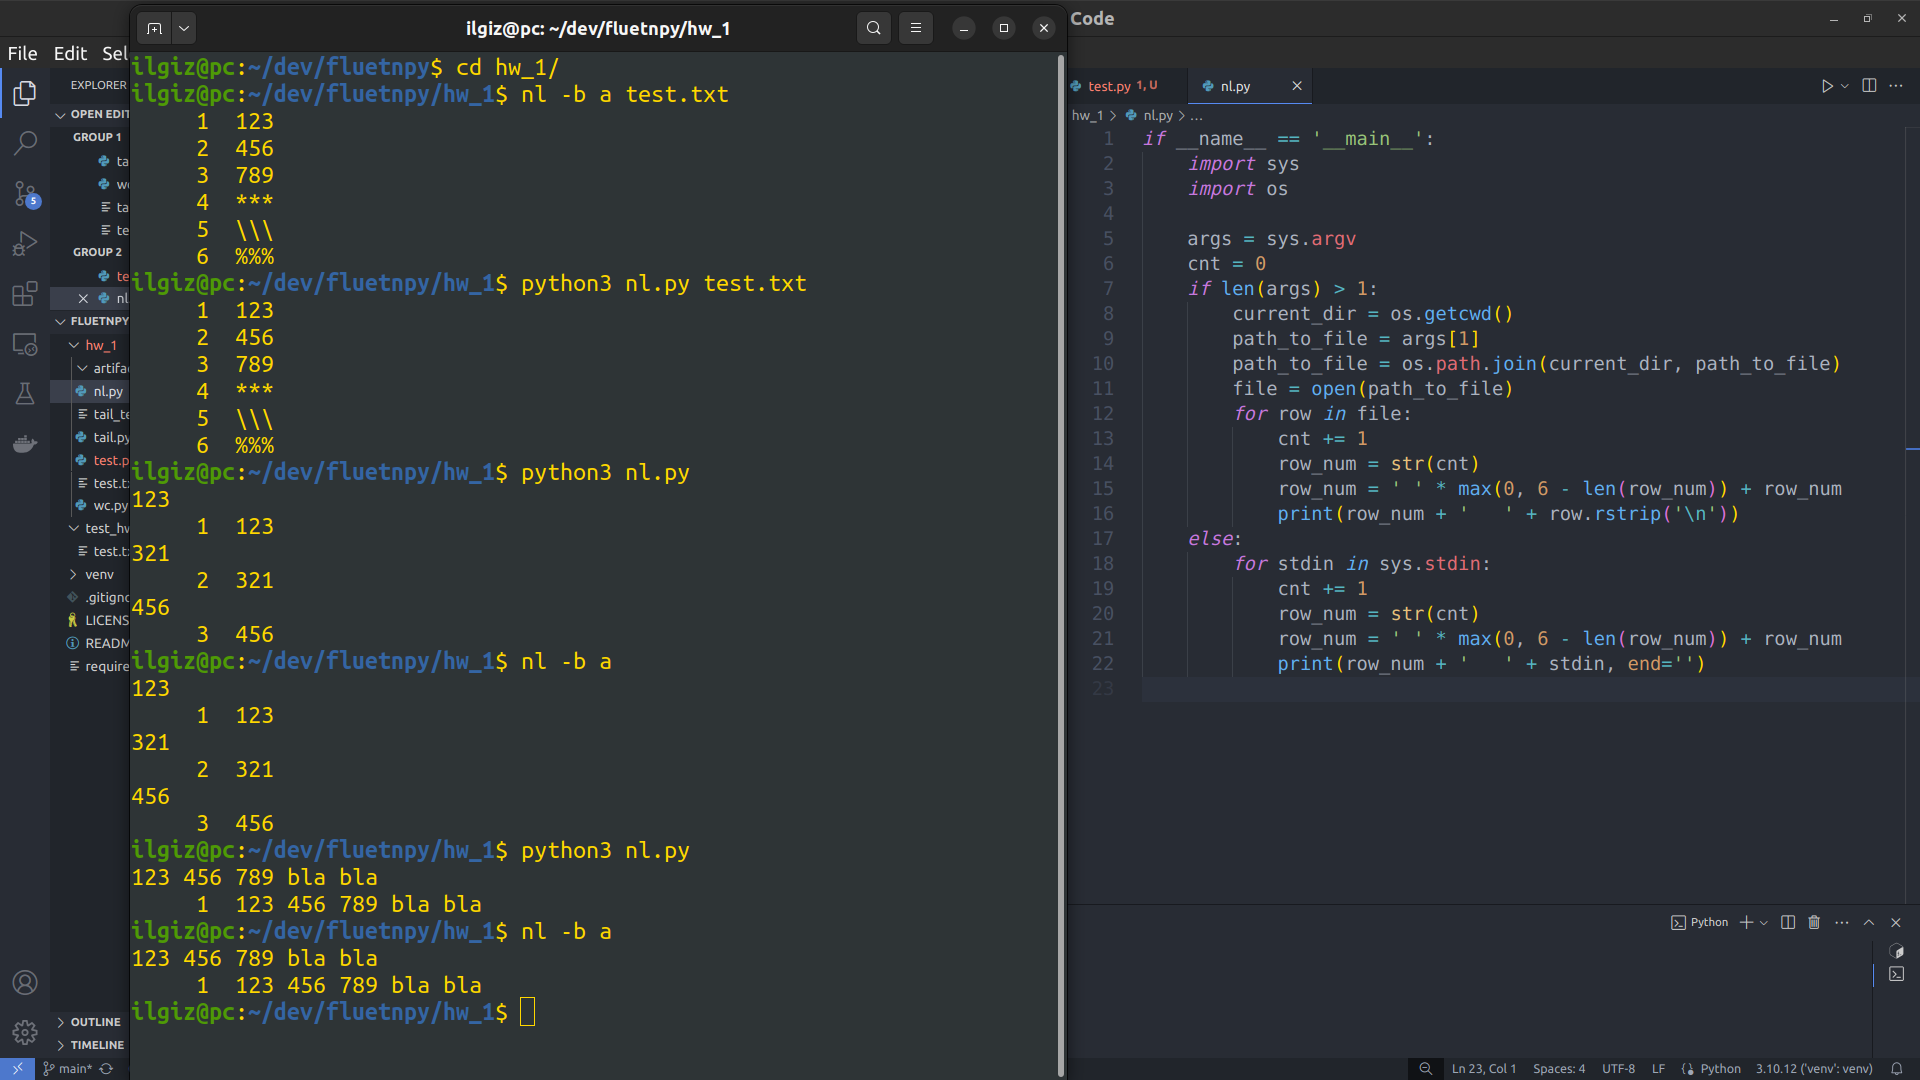 ilgiz@pc: ~/dev/fluetnpy/hw_1
Code
File Edit Sel
EXPLORER
OPEN EDIT
GROUP 1
ta
wc
ta
te
GROUP 2
te
nl
FLUETNPY
hw_1
artifa
nl.py
tail_te
tail.py
test.p
test.t
wc.py
test_hw
test.t
venv
.gitign
LICENS
READM
require
OUTLINE
TIMELINE
5
main*
ilgiz@pc:~/dev/fluetnpy$ cd hw_1/
ilgiz@pc:~/dev/fluetnpy/hw_1$ nl -b a test.txt
     1  123
     2  456
     3  789
     4  ***
     5  \\\
     6  %%%
ilgiz@pc:~/dev/fluetnpy/hw_1$ python3 nl.py test.txt
     1  123
     2  456
     3  789
     4  ***
     5  \\\
     6  %%%
ilgiz@pc:~/dev/fluetnpy/hw_1$ python3 nl.py
123
     1  123
321
     2  321
456
     3  456
ilgiz@pc:~/dev/fluetnpy/hw_1$ nl -b a
123
     1  123
321
     2  321
456
     3  456
ilgiz@pc:~/dev/fluetnpy/hw_1$ python3 nl.py
123 456 789 bla bla
     1  123 456 789 bla bla
ilgiz@pc:~/dev/fluetnpy/hw_1$ nl -b a
123 456 789 bla bla
     1  123 456 789 bla bla
ilgiz@pc:~/dev/fluetnpy/hw_1$
test.py 1, U nl.py
hw_1 > nl.py > ...
1 if __name__ == '__main__':
2     import sys
3     import os
4
5     args = sys.argv
6     cnt = 0
7     if len(args) > 1:
8         current_dir = os.getcwd()
9         path_to_file = args[1]
10         path_to_file = os.path.join(current_dir, path_to_file)
11         file = open(path_to_file)
12         for row in file:
13             cnt += 1
14             row_num = str(cnt)
15             row_num = ' ' * max(0, 6 - len(row_num)) + row_num
16             print(row_num + '   ' + row.rstrip('\n'))
17     else:
18         for stdin in sys.stdin:
19             cnt += 1
20             row_num = str(cnt)
21             row_num = ' ' * max(0, 6 - len(row_num)) + row_num
22             print(row_num + '   ' + stdin, end='')
23
Python
Ln 23, Col 1 Spaces: 4 UTF-8 LF Python 3.10.12 ('venv': venv)